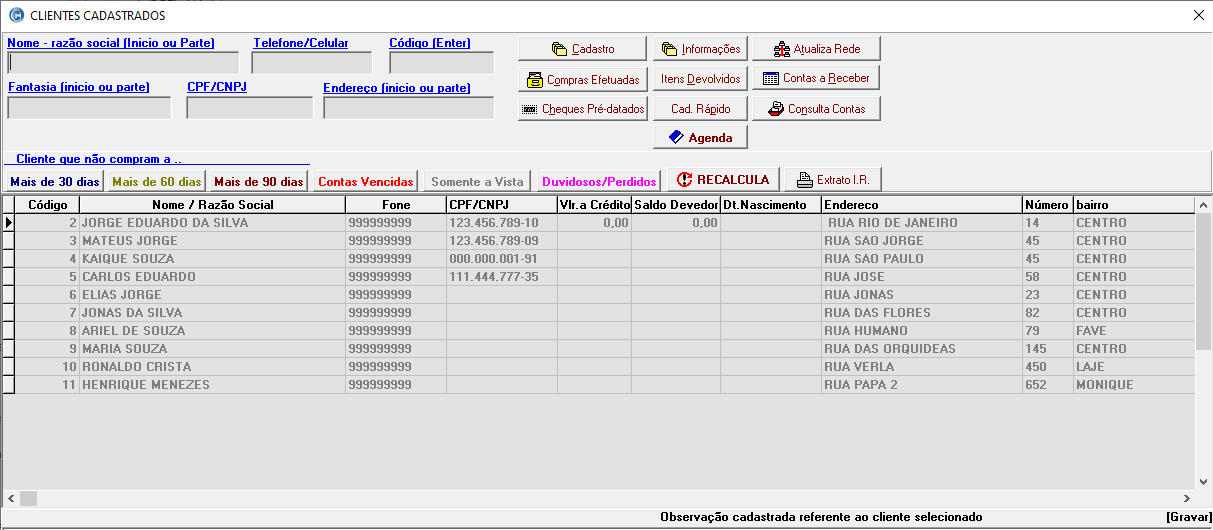 CLIENTES CADASTRADOS
Nome - razão social (Inicio ou Parte) Telefone/Celular Código (Enter)
Cadastro Informações Atualiza Rede
Fantasia (inicio ou parte) CPF/CNPJ Endereço (inicio ou parte)
Compras Efetuadas Itens Devolvidos Contas a Receber
Cheques Pré-datados Cad. Rápido Consulta Contas
Agenda
Cliente que não compram a ..
Mais de 30 dias Mais de 60 dias Mais de 90 dias Contas Vencidas Somente a Vista Duvidosos/Perdidos RECALCULA Extrato I.R.
Código Nome / Razão Social Fone CPF/CNPJ Vlr.a Crédito Saldo Devedor Dt.Nascimento Endereco Número bairro
2 JORGE EDUARDO DA SILVA 999999999 123.456.789-10 0,00 0,00 RUA RIO DE JANEIRO 14 CENTRO
3 MATEUS JORGE 999999999 123.456.789-09 RUA SAO JORGE 45 CENTRO
4 KAIQUE SOUZA 999999999 000.000.001-91 RUA SAO PAULO 45 CENTRO
5 CARLOS EDUARDO 999999999 111.444.777-35 RUA JOSE 58 CENTRO
6 ELIAS JORGE 999999999 RUA JONAS 23 CENTRO
7 JONAS DA SILVA 999999999 RUA DAS FLORES 82 CENTRO
8 ARIEL DE SOUZA 999999999 RUA HUMANO 79 FAVE
9 MARIA SOUZA 999999999 RUA DAS ORQUIDEAS 145 CENTRO
10 RONALDO CRISTA 999999999 RUA VERLA 450 LAJE
11 HENRIQUE MENEZES 999999999 RUA PAPA 2 652 MONIQUE
Observação cadastrada referente ao cliente selecionado [Gravar]